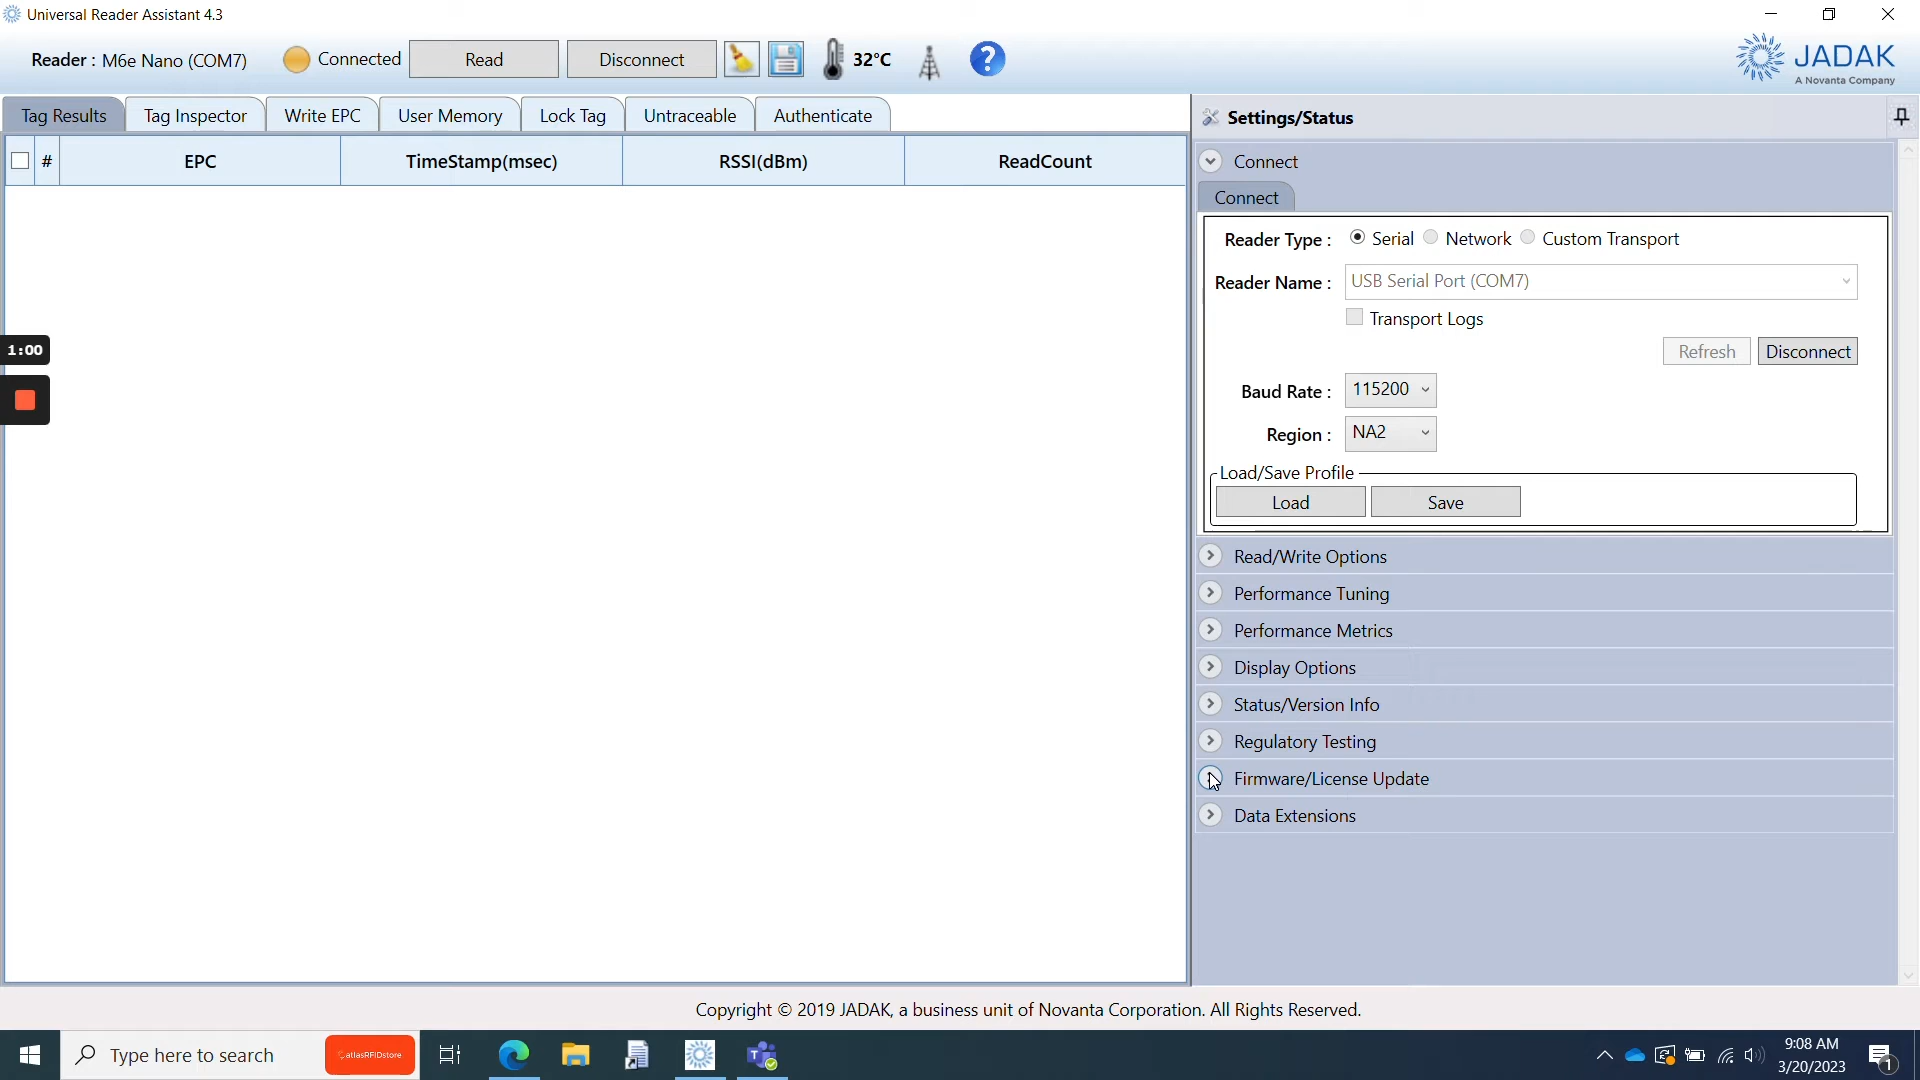 Universal Reader Assistant 4.3
Reader : M6e Nano (COM7) Connected Read Disconnect 32°C ? JADAK
A Novanta Company
Tag Results Tag Inspector Write EPC User Memory Lock Tag Untraceable Authenticate
# EPC TimeStamp(msec) RSSI(dBm) ReadCount
1:00
Settings/Status
Connect
Connect
Reader Type : Serial Network Custom Transport
Reader Name : USB Serial Port (COM7)
Transport Logs
Refresh Disconnect
Baud Rate : 115200
Region : NA2
Load/Save Profile
Load Save
Read/Write Options
Performance Tuning
Performance Metrics
Display Options
Status/Version Info
Regulatory Testing
Firmware/License Update
Data Extensions
Copyright © 2019 JADAK, a business unit of Novanta Corporation. All Rights Reserved.
Type here to search atlasRFIDstore
9:08 AM
3/20/2023
1